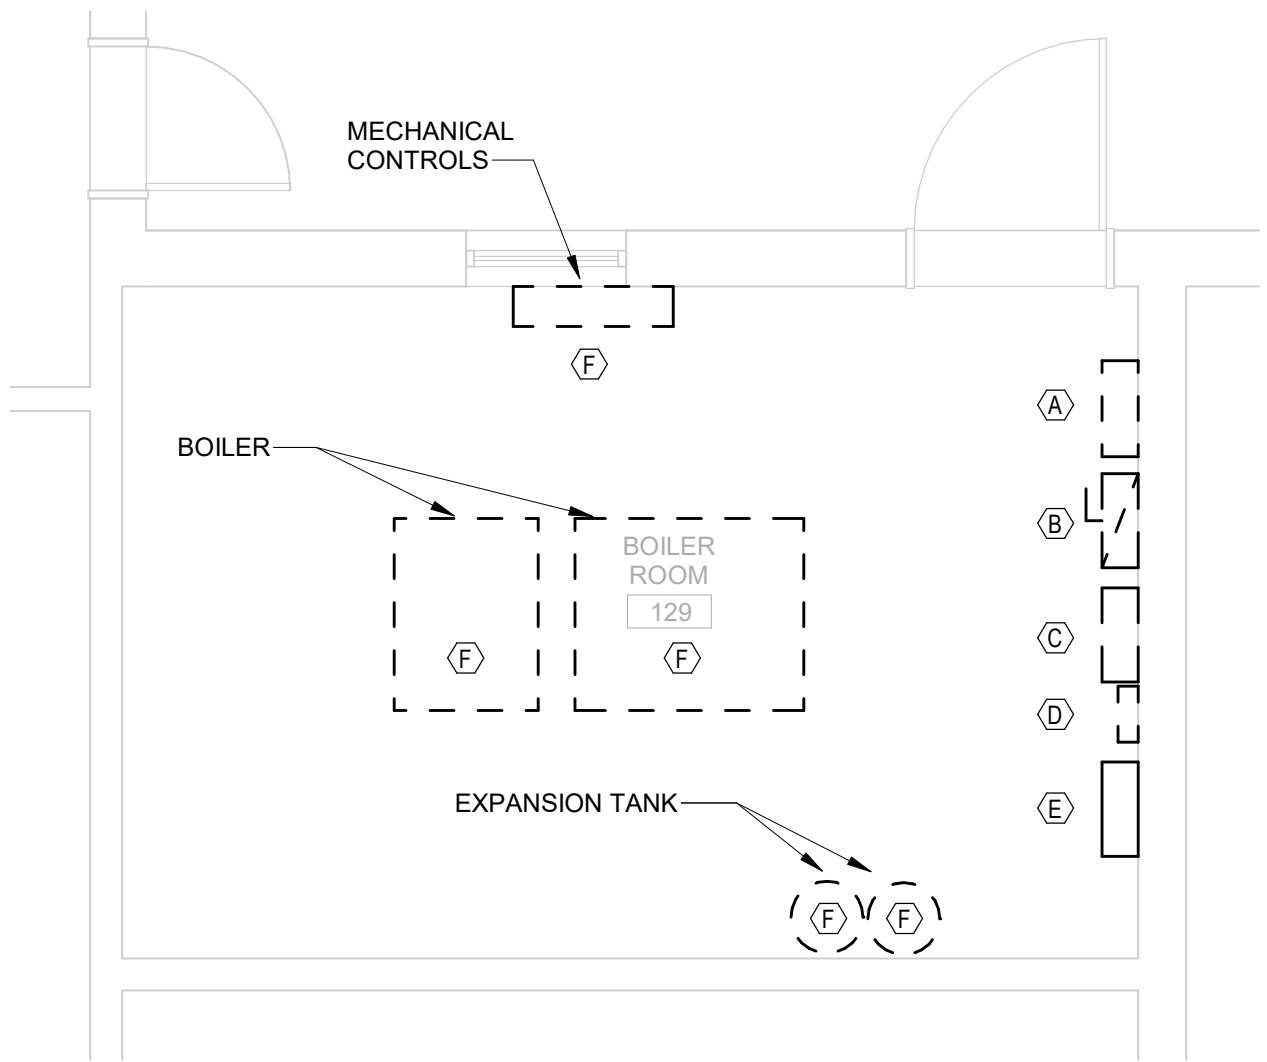 MECHANICAL
CONTROLS
F
A
BOILER
B
BOILER
ROOM
129
C
F
F
D
EXPANSION TANK
E
F
F